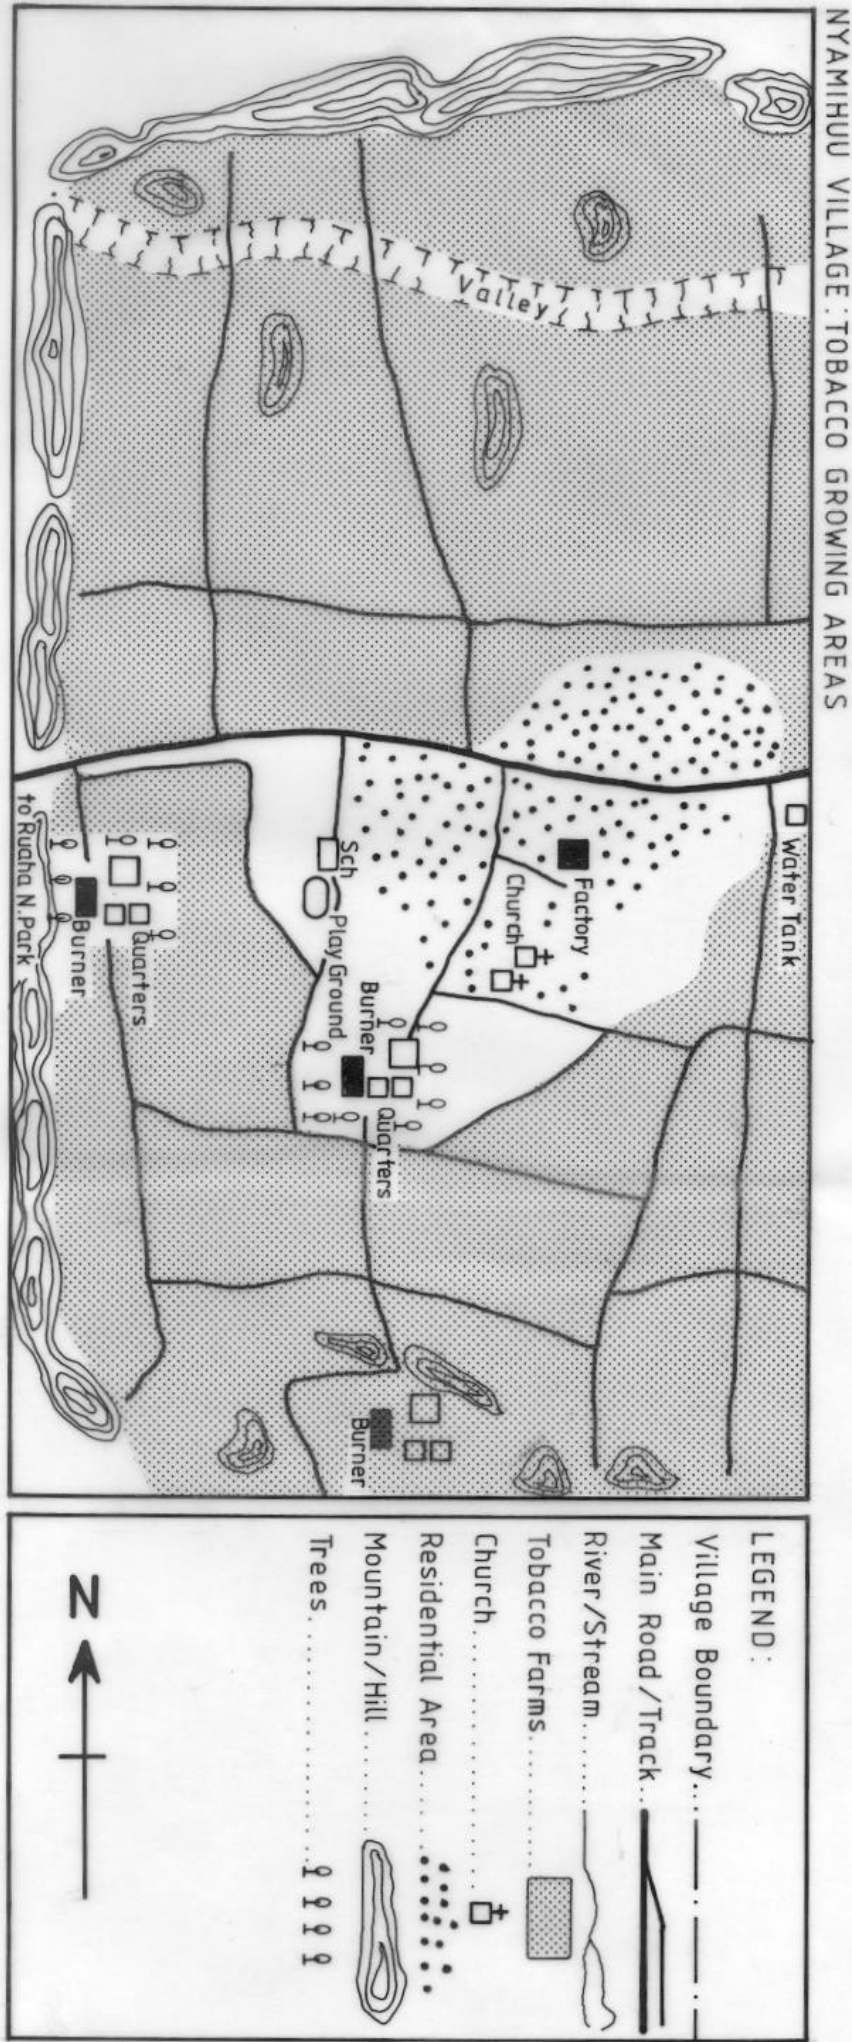 NYAMIHUU VILLAGE: TOBACCO GROWING AREAS
Valley
Water Tank
Factory
Church
Sch
Play Ground
Burner
Quarters
to Ruaha N.Park
Burner
Quarters
Burner
LEGEND:
Village Boundary...
Main Road/Track...
River/Stream.......
Tobacco Farms........
Church...................
Residential Area......
Mountain/Hill...........
Trees.....................
N